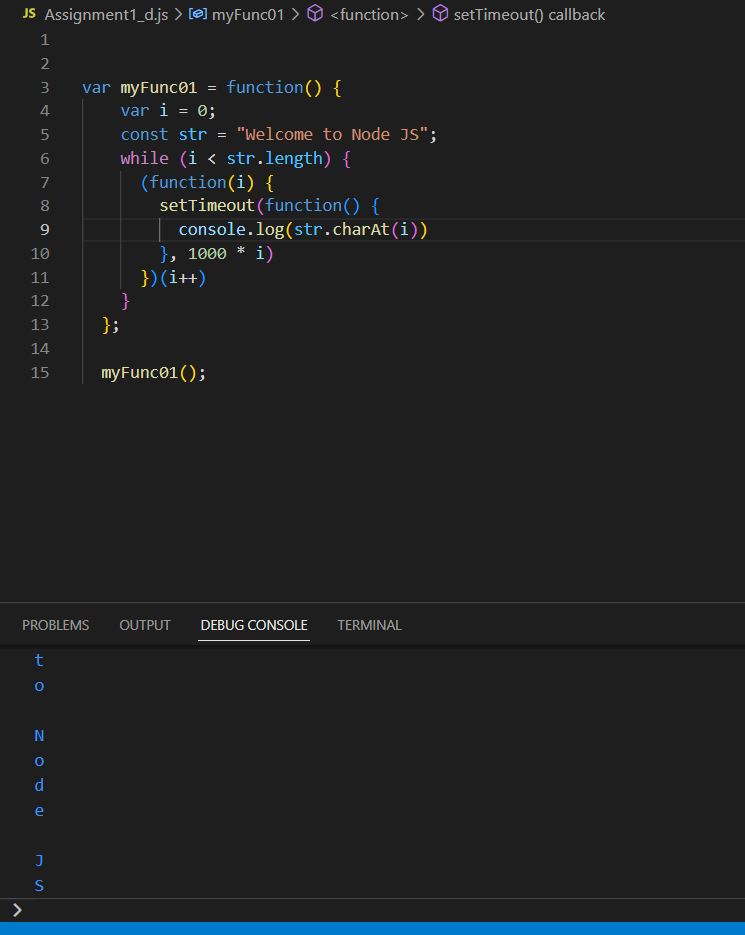 JS Assignment1_d.js > myFunc01 > <function> > setTimeout() callback
1
2
3 var myFunc01 = function() {
4 var i = 0;
5 const str = "Welcome to Node JS";
6 while (i < str.length) {
7 (function(i) {
8 setTimeout(function() {
9 console.log(str.charAt(i))
10 }, 1000 * i)
11 })(i++)
12 }
13 };
14
15 myFunc01();
PROBLEMS OUTPUT DEBUG CONSOLE TERMINAL
t
o
N
o
d
e
J
S
>